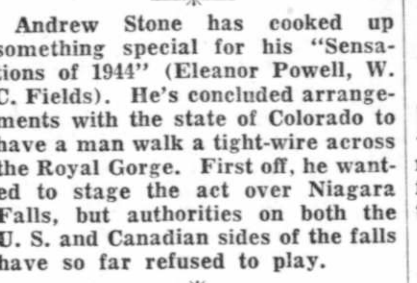 Andrew Stone has cooked up
something special for his "Sensa-
tions of 1944" (Eleanor Powell, W.
C. Fields). He's concluded arrange-
ments with the state of Colorado to
have a man walk a tight-wire across
the Royal Gorge. First off, he want-
ed to stage the act over Niagara
Falls, but authorities on both the
U. S. and Canadian sides of the falls
have so far refused to play.